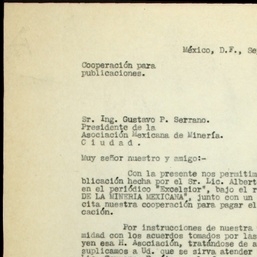 México, D.F., Se
Cooperación para
publicaciones.
Sr. Ing. Gustavo P. Serrano.
Presidente de la
Asociación Mexicana de Minería.
C i u d a d .
Muy señor nuestro y amigo:-
Con la presente nos permitim
blicación hecha por el Sr. Lic. Albert
en el periódico "Excelsior", bajo el r
DE LA MINERIA MEXICANA", junto con un
cita nuestra cooperación para pagar el
cación.
Por instrucciones de nuestra
midad con los acuerdos tomados por las
yen esa H. Asociación, tratándose de a
suplicamos a Ud. que se sirva atender